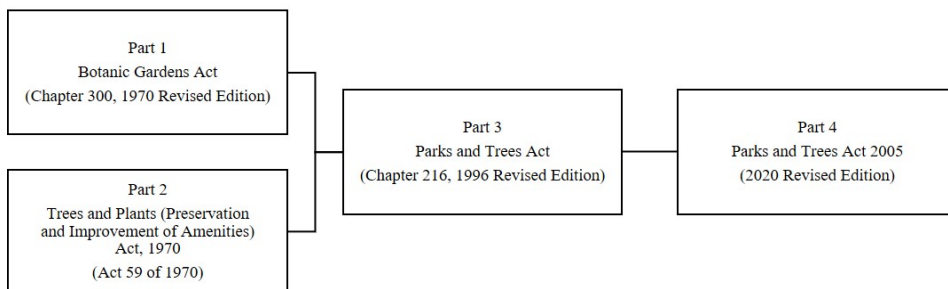 Part 1
Botanic Gardens Act
(Chapter 300, 1970 Revised Edition)
Part 2
Trees and Plants (Preservation
and Improvement of Amenities)
Act, 1970
(Act 59 of 1970)
Part 3
Parks and Trees Act
(Chapter 216, 1996 Revised Edition)
Part 4
Parks and Trees Act 2005
(2020 Revised Edition)